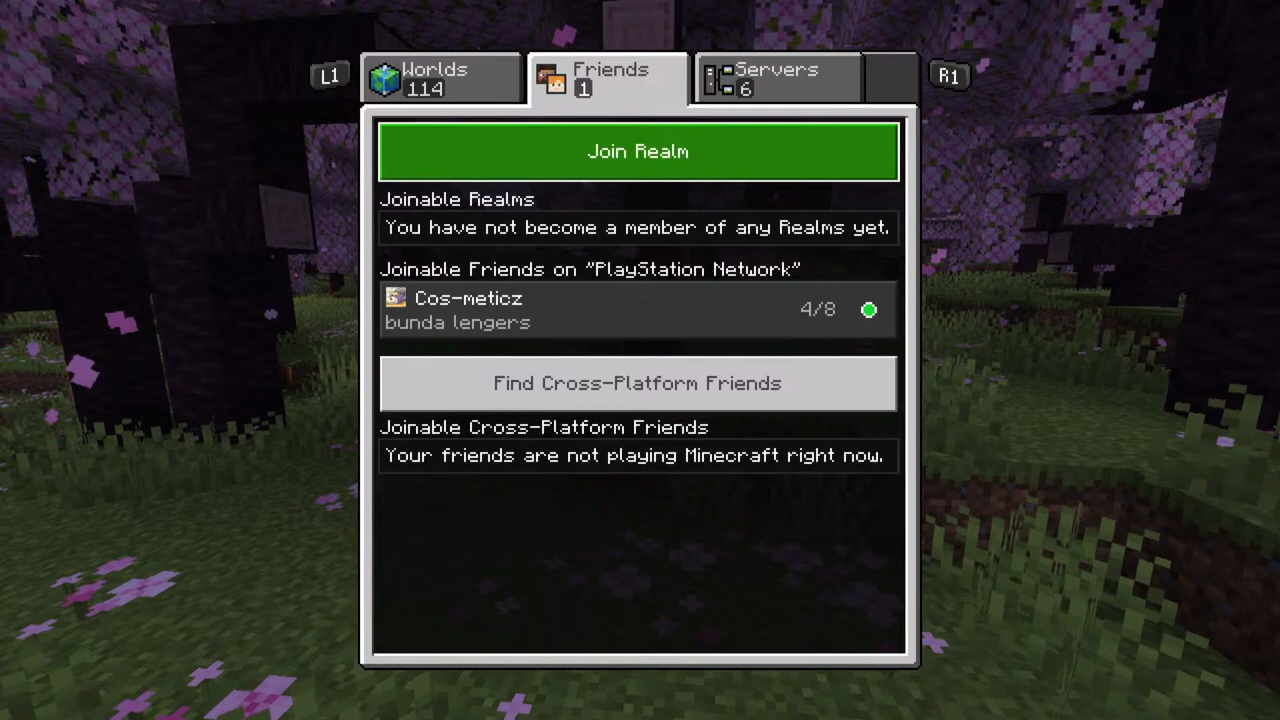 L1
Worlds
114
Friends
1
Servers
6
R1
Join Realm
Joinable Realms
You have not become a member of any Realms yet.
Joinable Friends on "PlayStation Network"
Cos-meticz
bunda lengers
4/8
Find Cross-Platform Friends
Joinable Cross-Platform Friends
Your friends are not playing Minecraft right now.